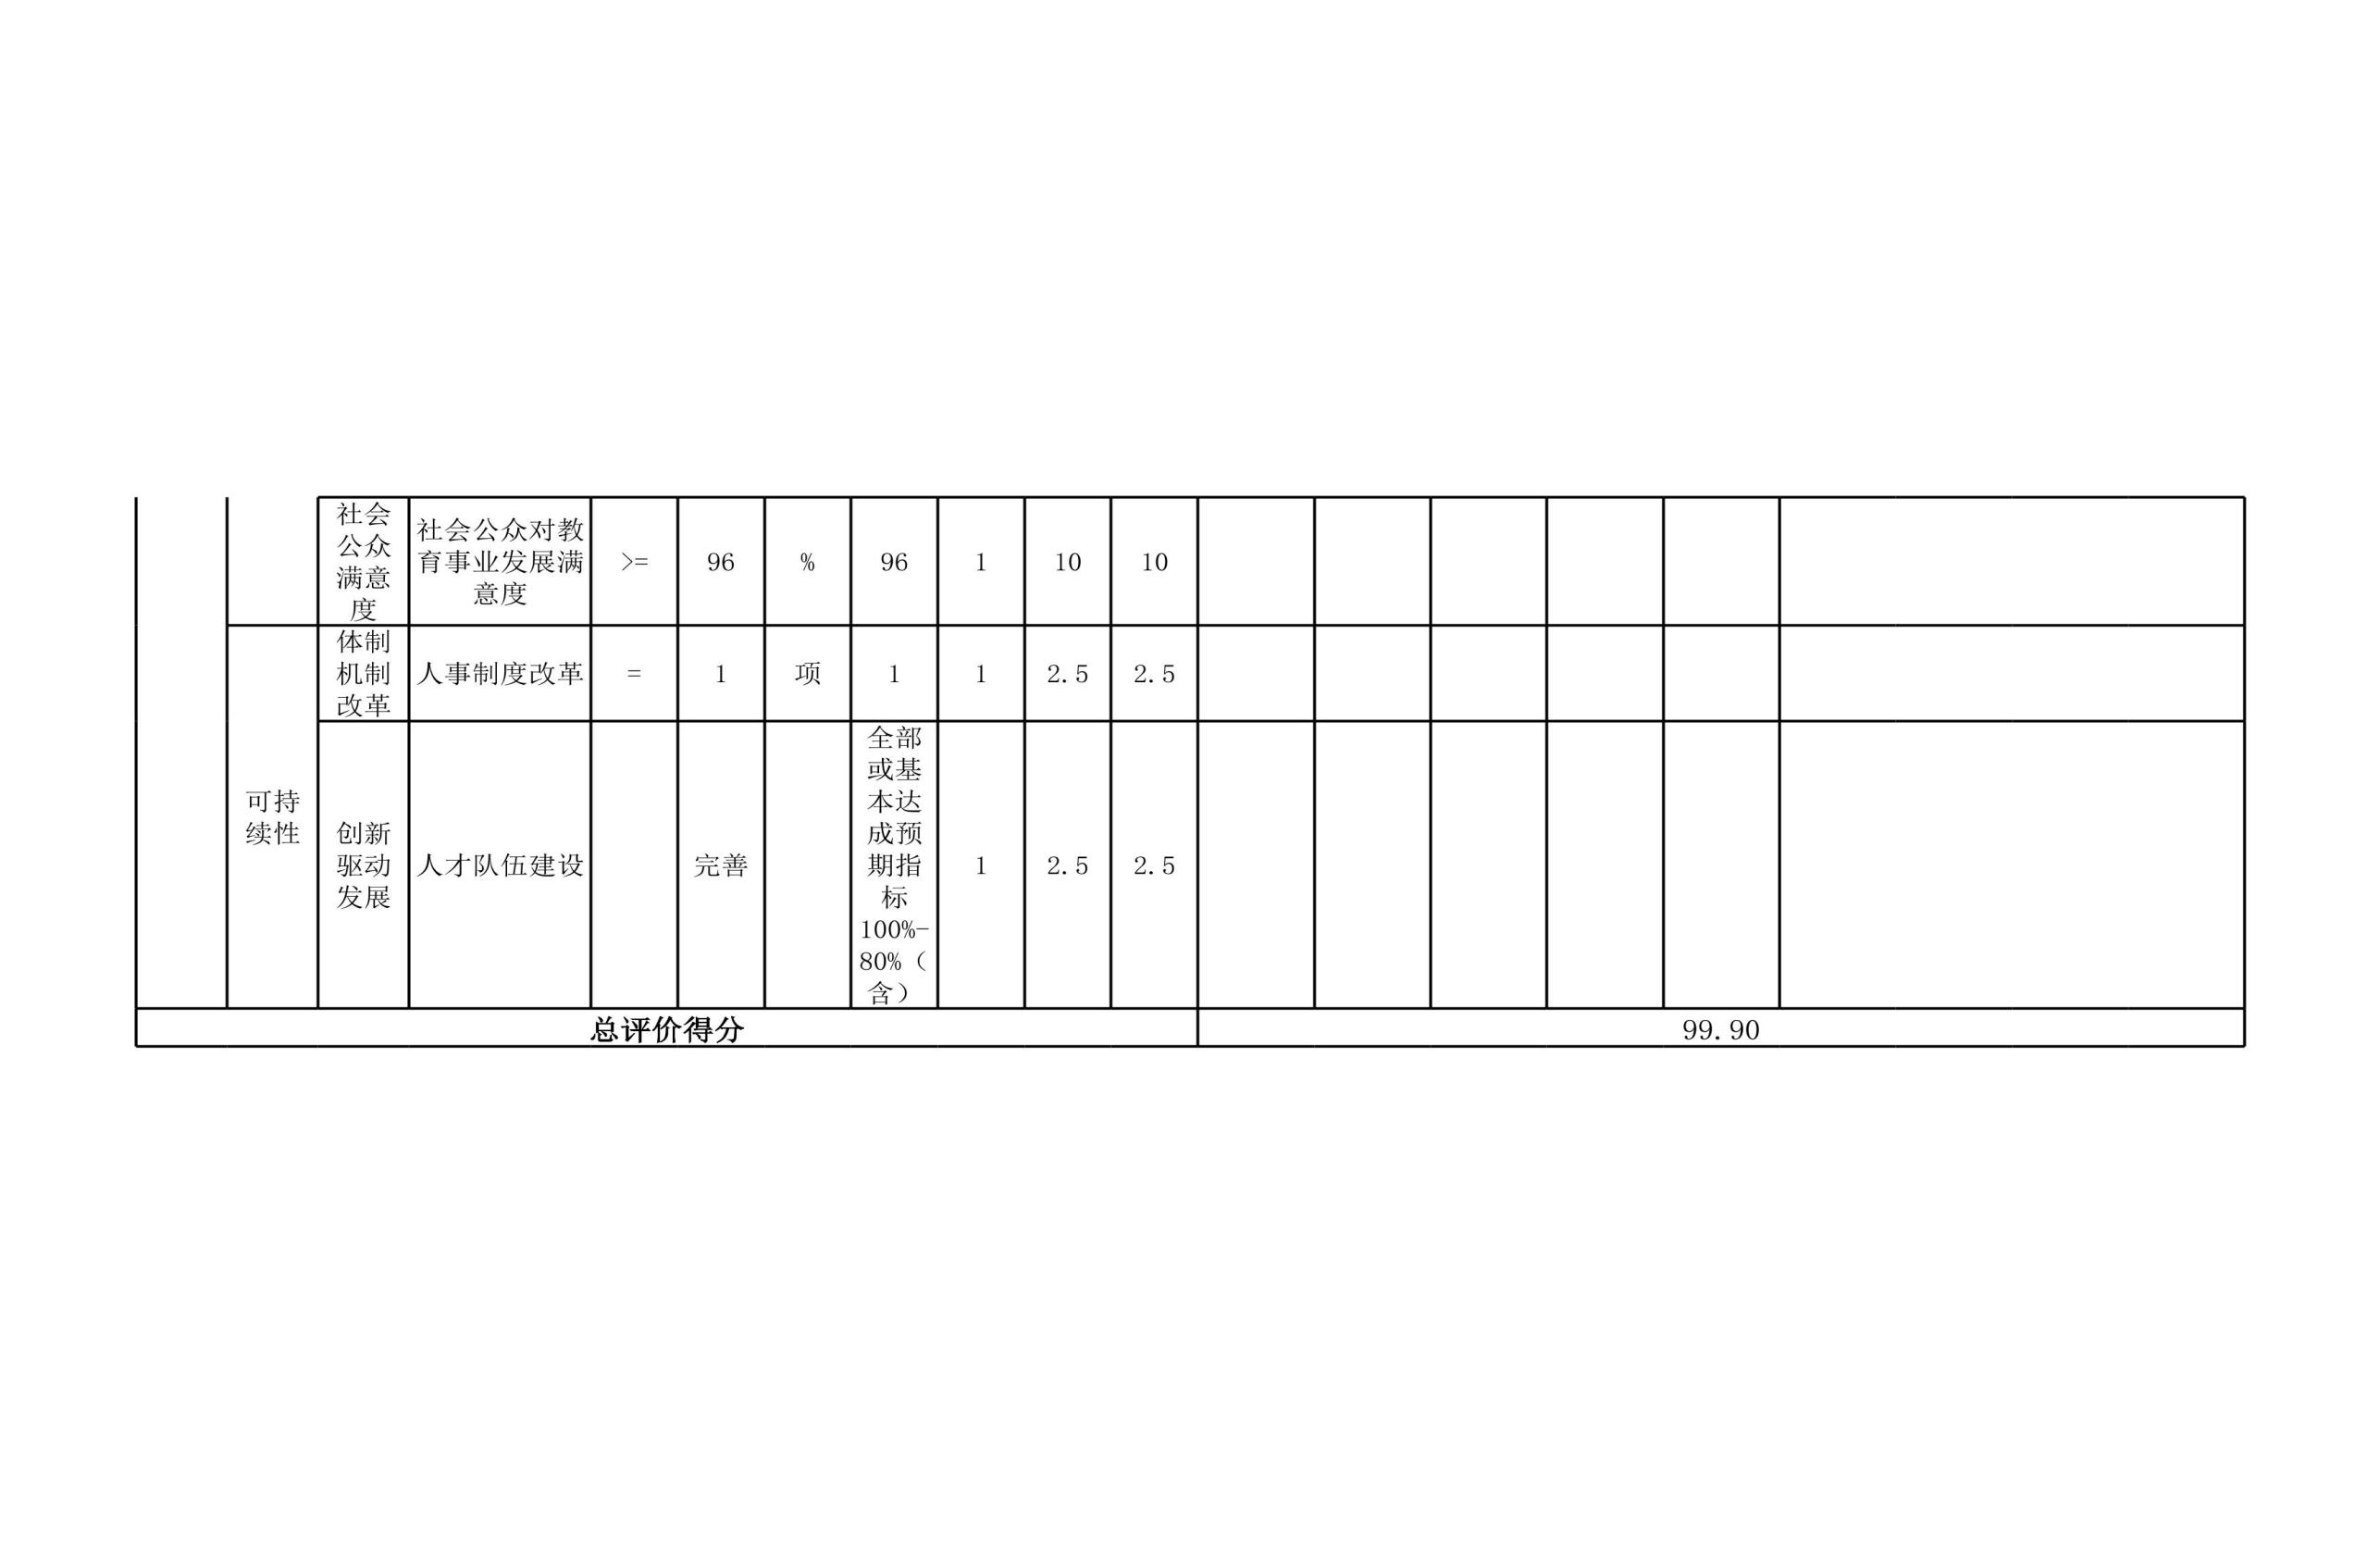 社会
公众
满意
度
社会公众对教
育事业发展满
意度
>=
96
%
96
1
10
10
可持
续性
体制
机制
改革
人事制度改革
=
1
项
1
1
2.5
2.5
创新
驱动
发展
人才队伍建设
完善
全部
或基
本达
成预
期指
标
100%-
80%（
含）
1
2.5
2.5
总评价得分
99.90